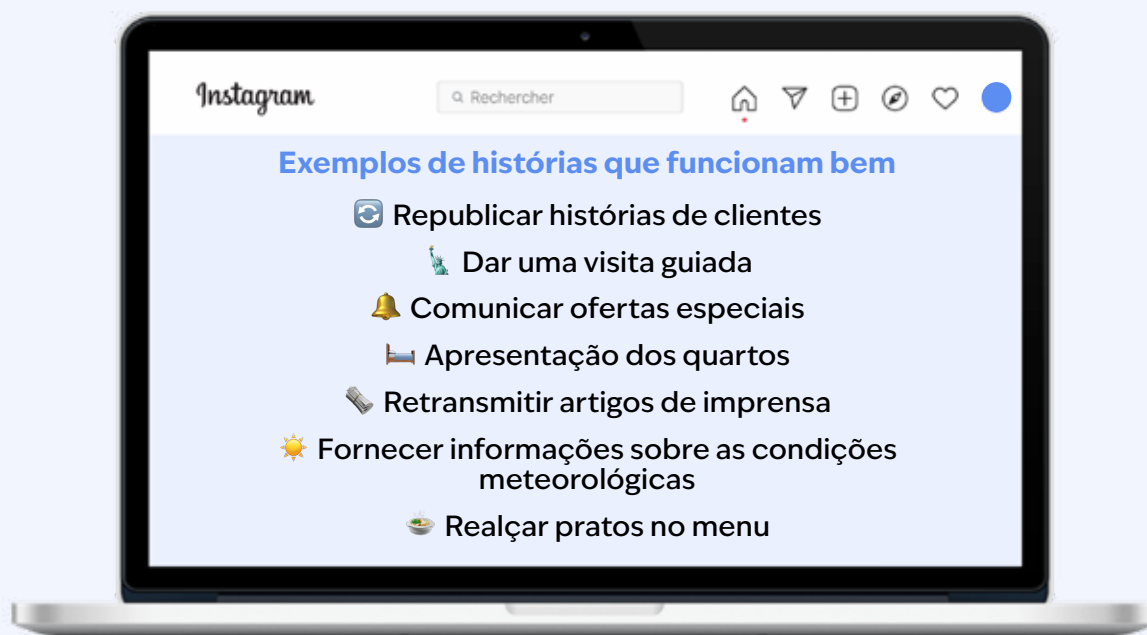 Instagram
Rechercher
Exemplos de histórias que funcionam bem
🔄 Republicar histórias de clientes
🗽 Dar uma visita guiada
🔔 Comunicar ofertas especiais
🛏️ Apresentação dos quartos
🗞️ Retransmitir artigos de imprensa
☀️ Fornecer informações sobre as condições
meteorológicas
🍲 Realçar pratos no menu